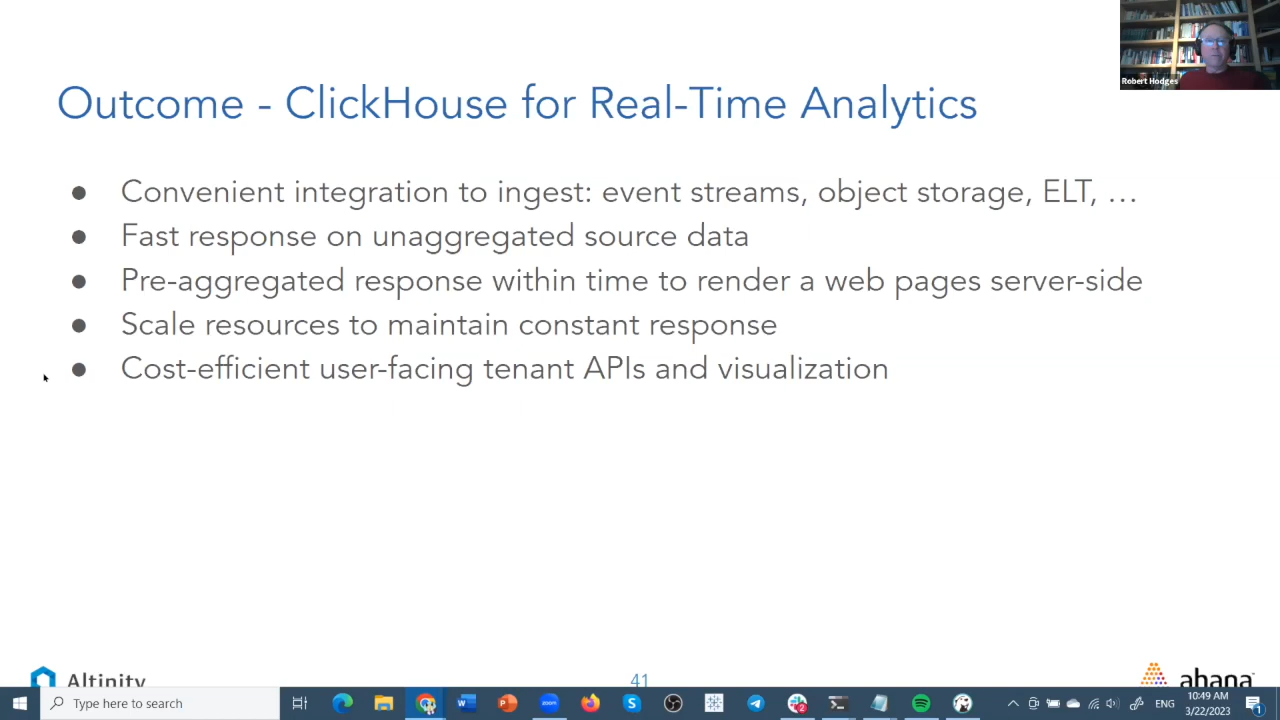 Robert Hodges
Outcome - ClickHouse for Real-Time Analytics
● Convenient integration to ingest: event streams, object storage, ELT, …
● Fast response on unaggregated source data
● Pre-aggregated response within time to render a web pages server-side
● Scale resources to maintain constant response
● Cost-efficient user-facing tenant APIs and visualization
Altinity
41
ahana
Type here to search
zoom
2
ENG
10:49 AM
3/22/2023
1